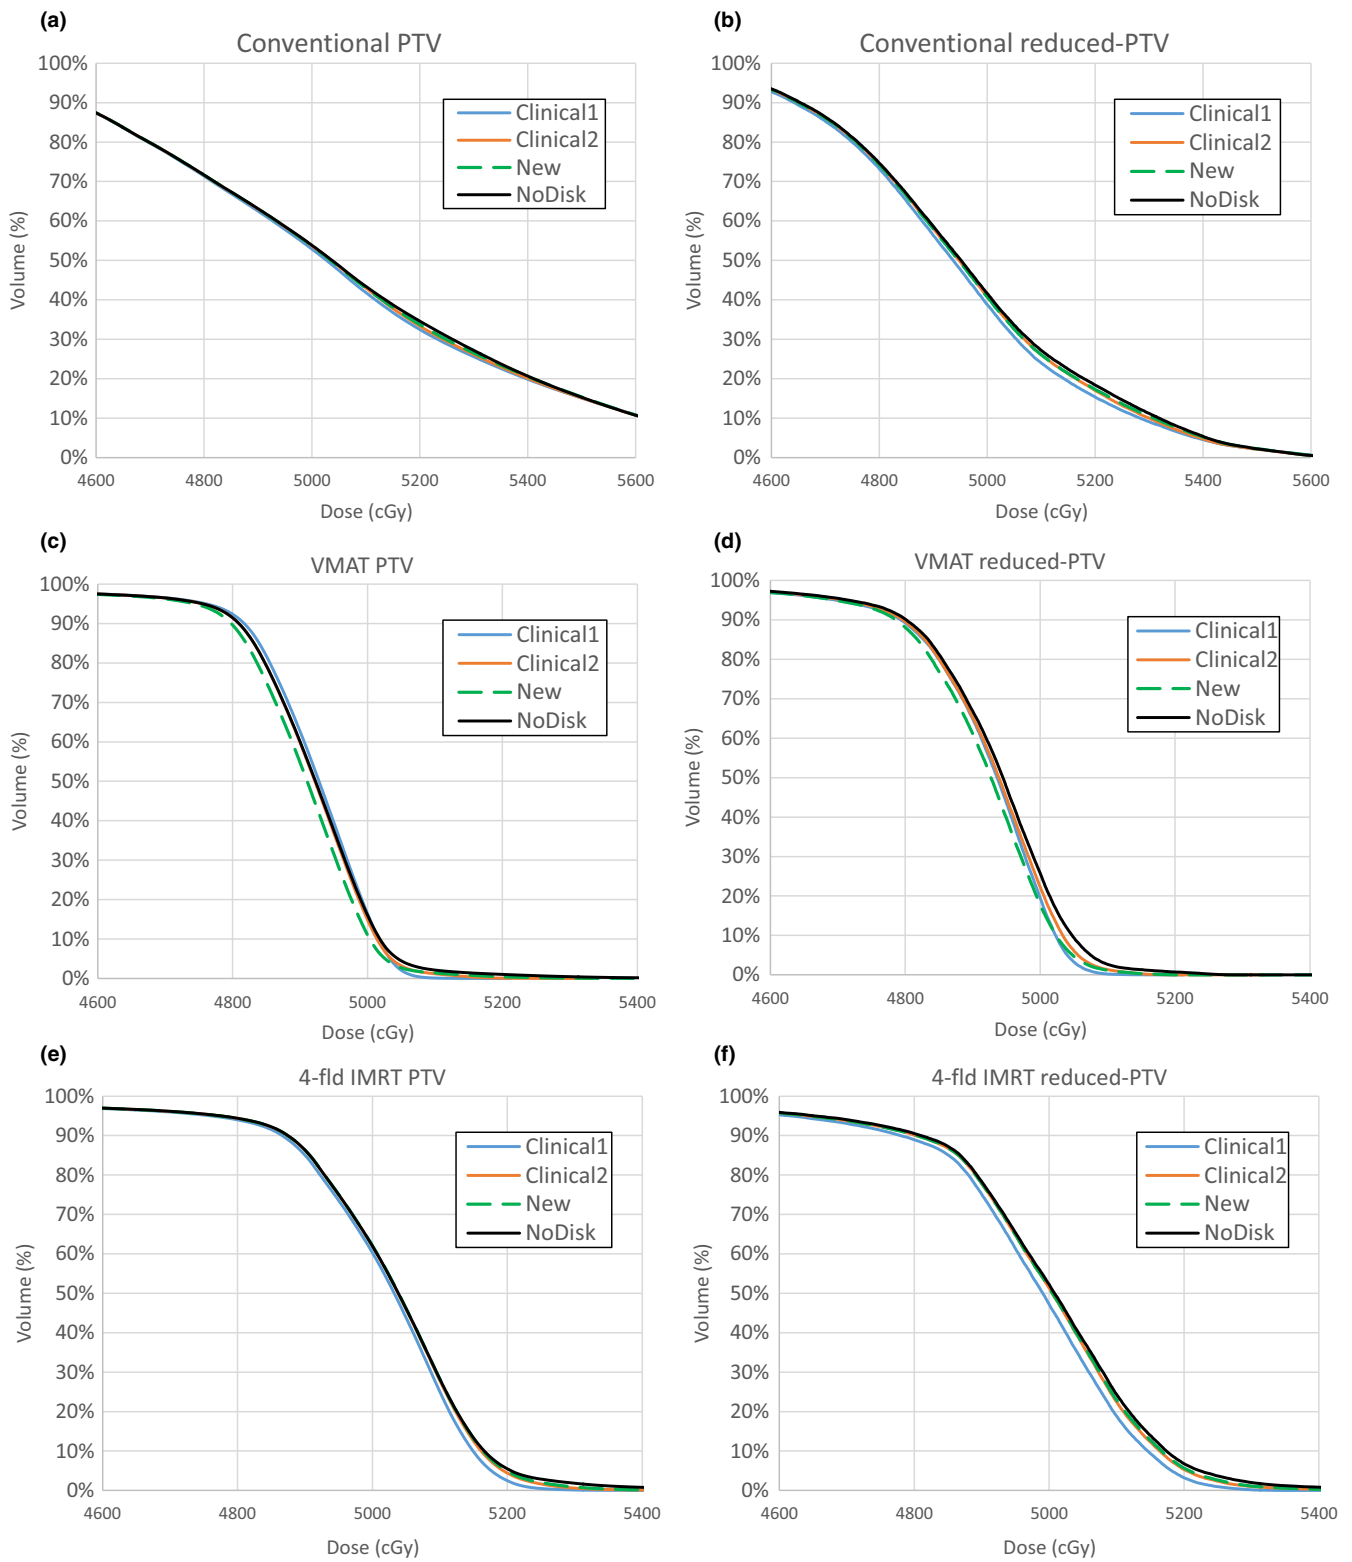 (a)
Conventional PTV
100%
90%
80%
70%
60%
50%
40%
30%
20%
10%
0%
Volume (%)
4600 4800 5000 5200 5400 5600
Dose (cGy)
Clinical1
Clinical2
New
NoDisk
(b)
Conventional reduced-PTV
100%
90%
80%
70%
60%
50%
40%
30%
20%
10%
0%
Volume (%)
4600 4800 5000 5200 5400 5600
Dose (cGy)
Clinical1
Clinical2
New
NoDisk
(c)
VMAT PTV
100%
90%
80%
70%
60%
50%
40%
30%
20%
10%
0%
Volume (%)
4600 4800 5000 5200 5400
Dose (cGy)
Clinical1
Clinical2
New
NoDisk
(d)
VMAT reduced-PTV
100%
90%
80%
70%
60%
50%
40%
30%
20%
10%
0%
Volume (%)
4600 4800 5000 5200 5400
Dose (cGy)
Clinical1
Clinical2
New
NoDisk
(e)
4-fld IMRT PTV
100%
90%
80%
70%
60%
50%
40%
30%
20%
10%
0%
Volume (%)
4600 4800 5000 5200 5400
Dose (cGy)
Clinical1
Clinical2
New
NoDisk
(f)
4-fld IMRT reduced-PTV
100%
90%
80%
70%
60%
50%
40%
30%
20%
10%
0%
Volume (%)
4600 4800 5000 5200 5400
Dose (cGy)
Clinical1
Clinical2
New
NoDisk